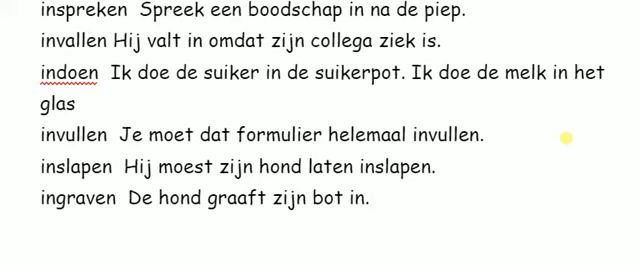 inspreken Spreek een boodschap in na de piep.
invallen Hij valt in omdat zijn collega ziek is.
indoen Ik doe de suiker in de suikerpot. Ik doe de melk in het
glas
invullen Je moet dat formulier helemaal invullen.
inslapen Hij moest zijn hond laten inslapen.
ingraven De hond graaft zijn bot in.